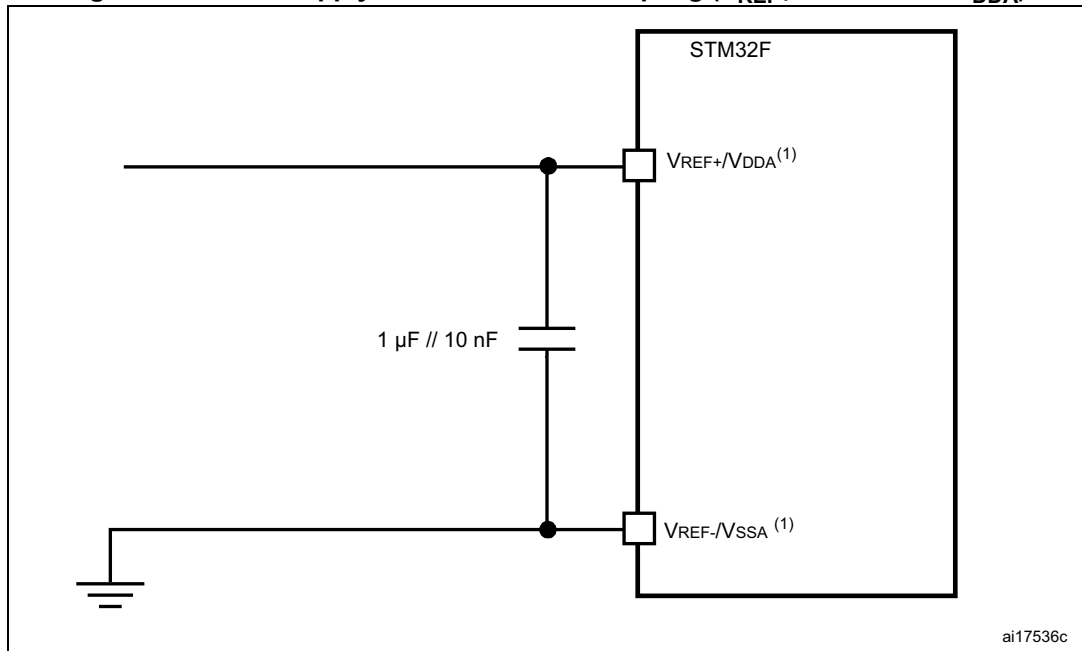 STM32F
VREF+/VDDA(1)
1 µF // 10 nF
VREF-/VSSA (1)
ai17536c